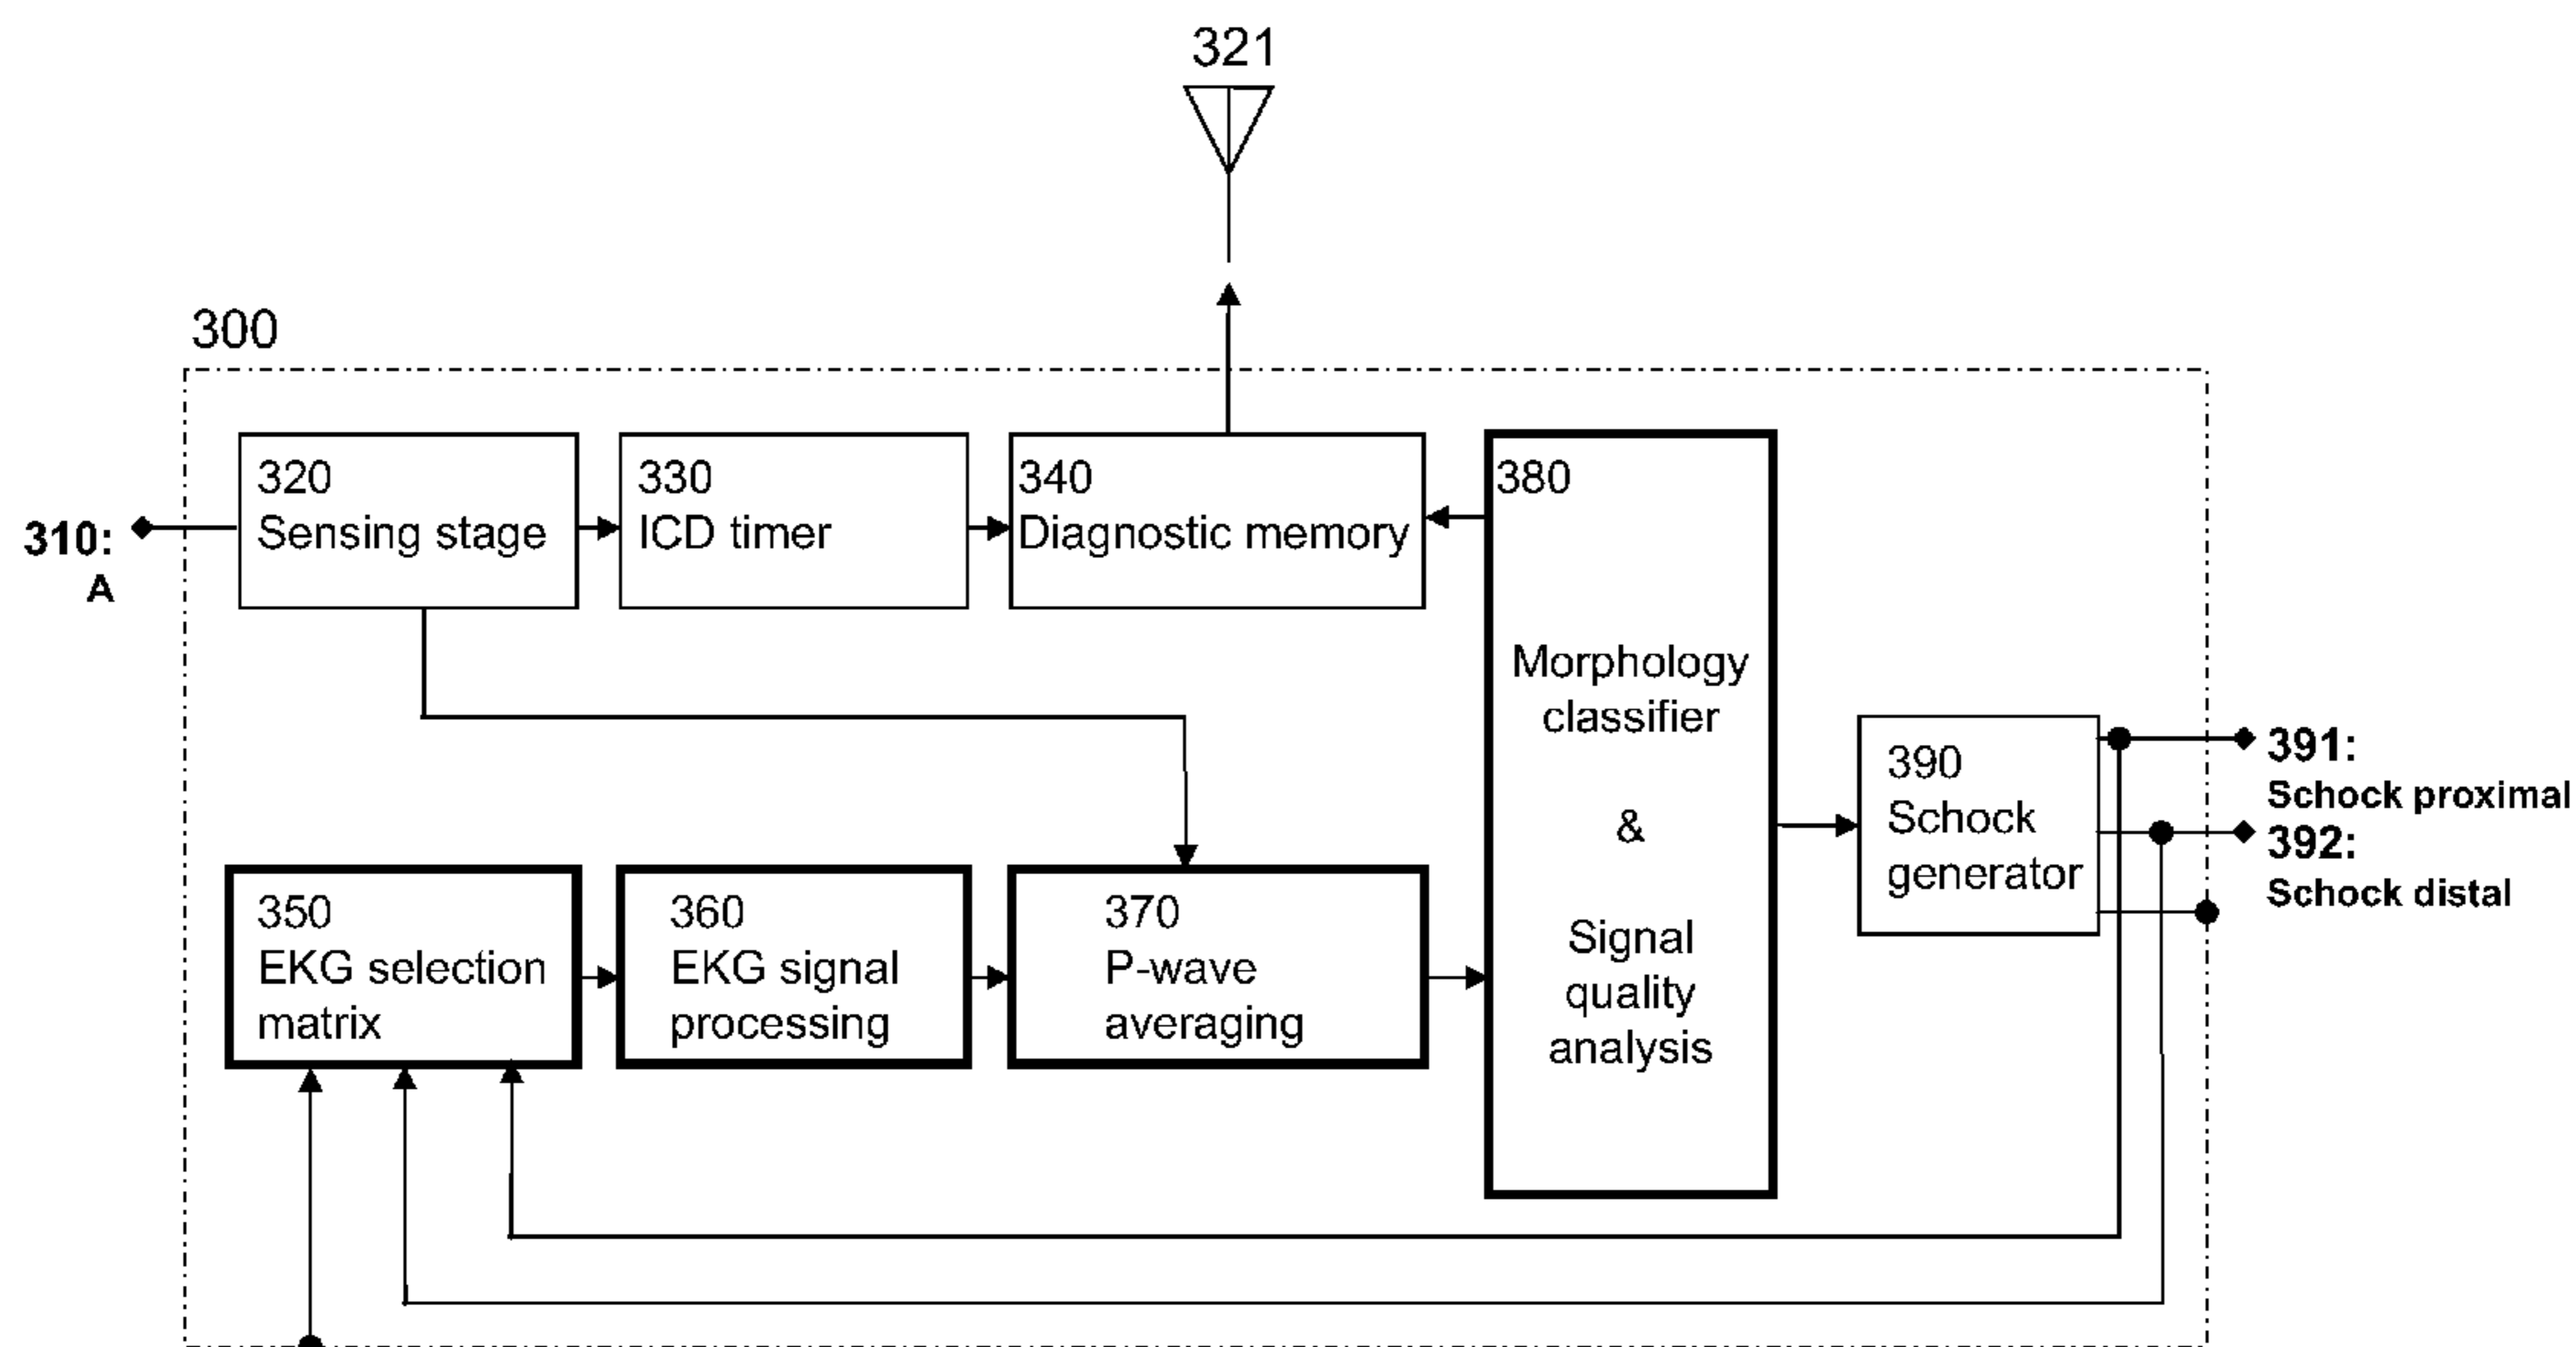 321
300
320
Sensing stage
330
ICD timer
340
Diagnostic memory
380
Morphology
classifier
&
Signal
quality
analysis
310:
A
350
EKG selection
matrix
360
EKG signal
processing
370
P-wave
averaging
390
Schock
generator
391:
Schock proximal
392:
Schock distal